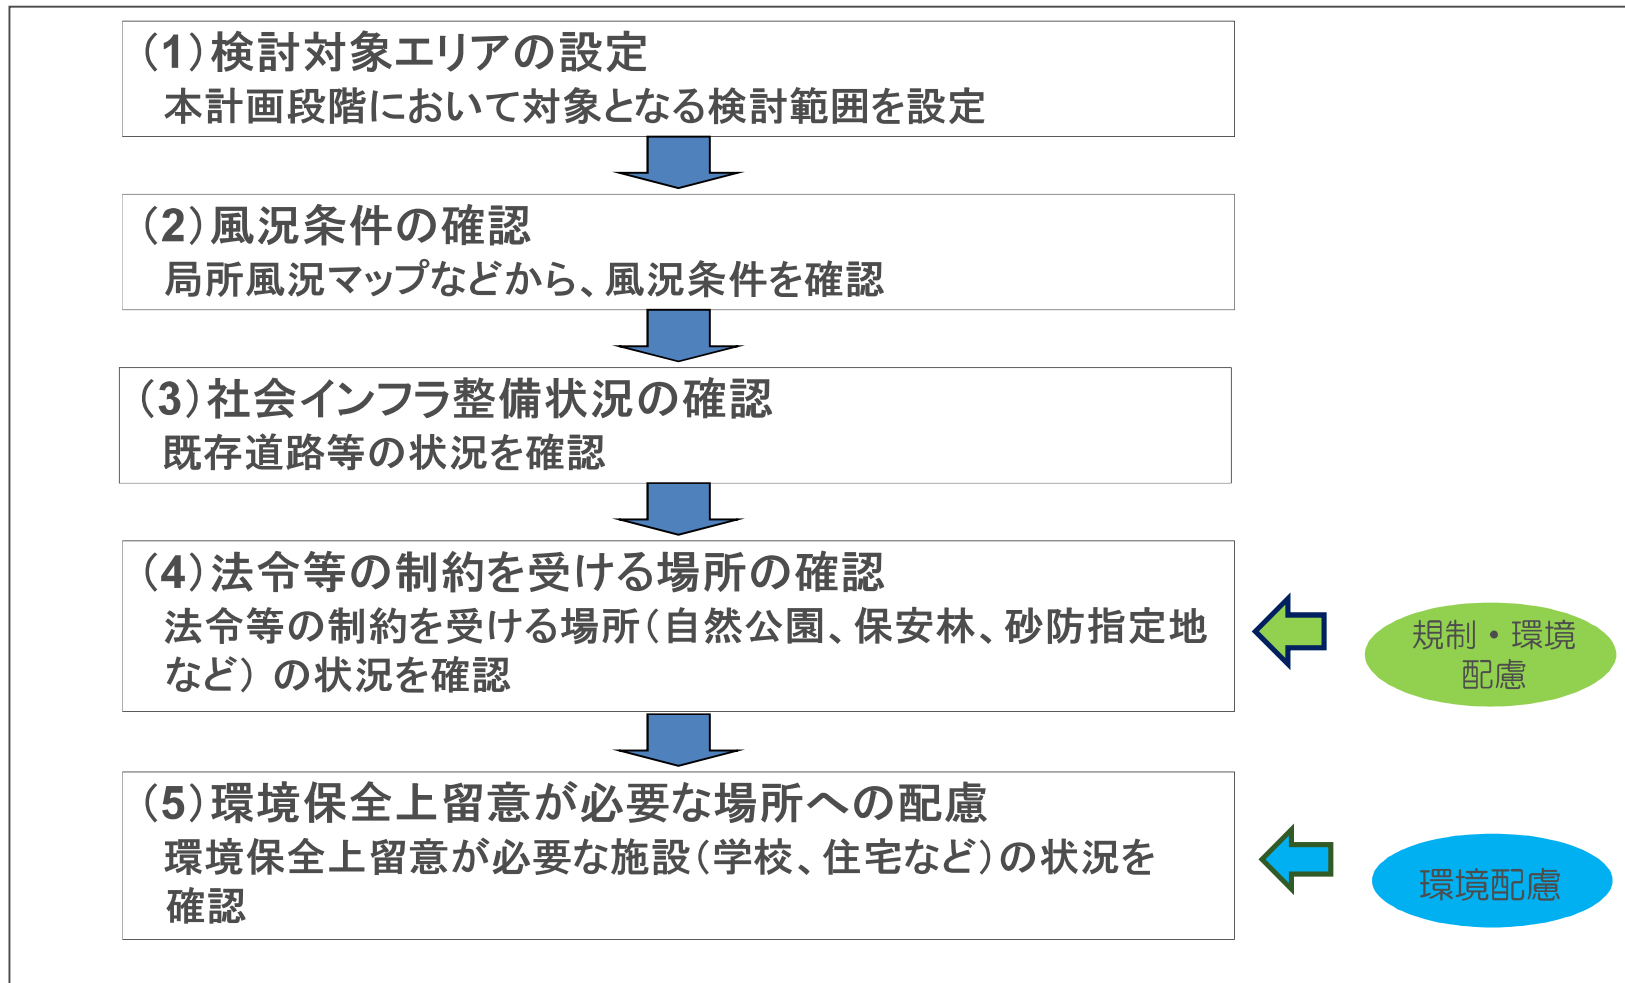 (1)検討対象エリアの設定
本計画段階において対象となる検討範囲を設定
(2)風況条件の確認
局所風況マップなどから、風況条件を確認
(3)社会インフラ整備状況の確認
既存道路等の状況を確認
(4)法令等の制約を受ける場所の確認
法令等の制約を受ける場所(自然公園、保安林、砂防指定地
など) の状況を確認
規制・環境
配慮
(5)環境保全上留意が必要な場所への配慮
環境保全上留意が必要な施設(学校、住宅など)の状況を
確認
環境配慮